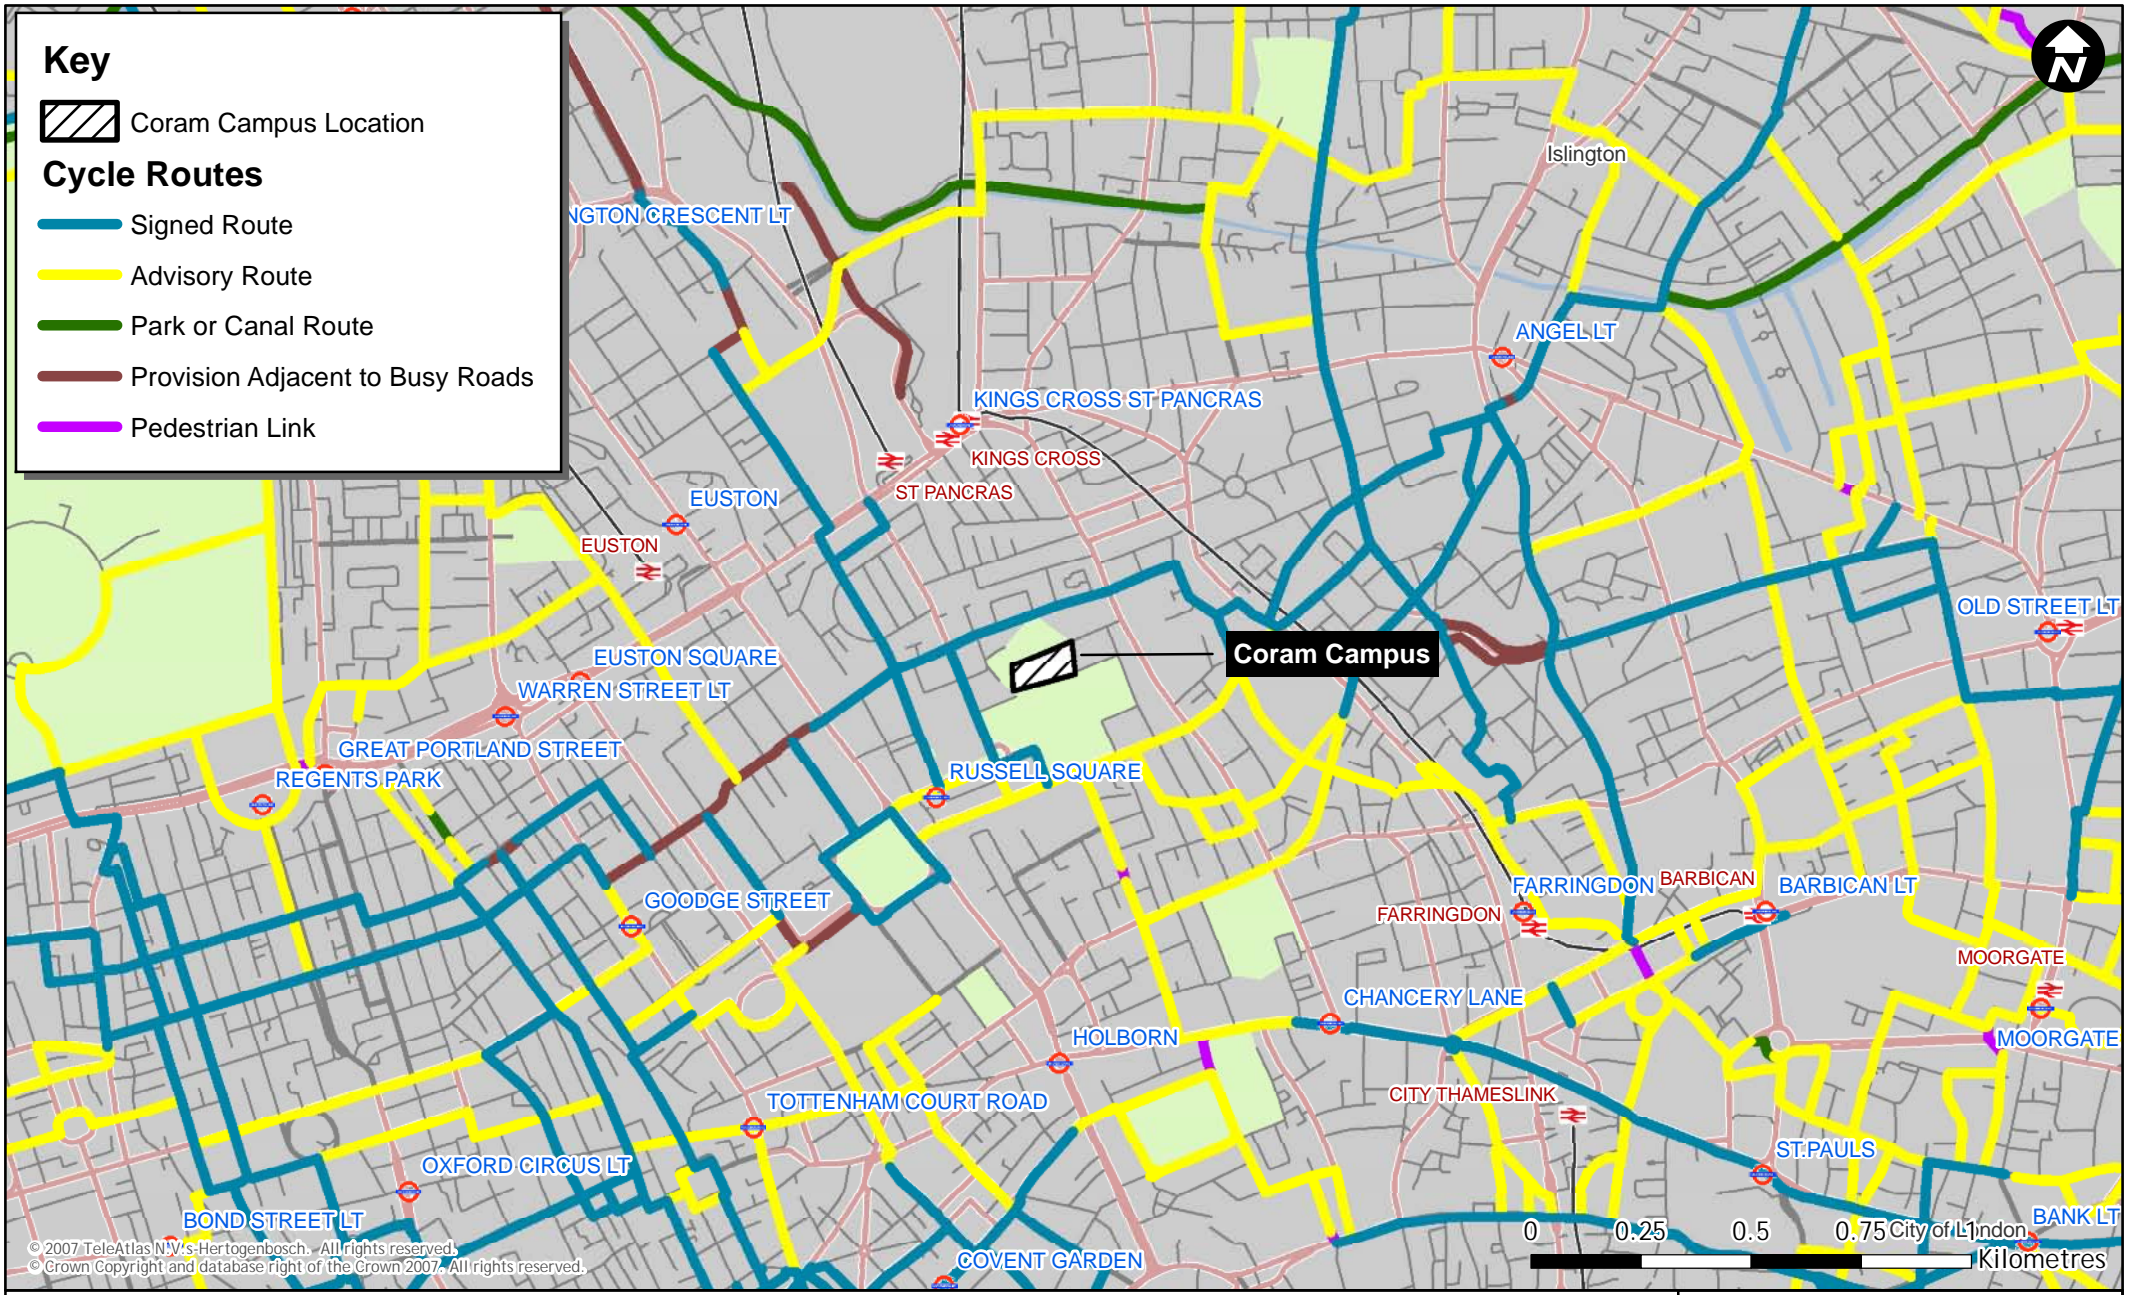 Key
Coram Campus Location
Cycle Routes
Signed Route
Advisory Route
Park or Canal Route
Provision Adjacent to Busy Roads
Pedestrian Link
N
Islington
NGTON CRESCENT LT
ANGEL LT
KINGS CROSS ST PANCRAS
KINGS CROSS
ST PANCRAS
EUSTON
EUSTON
OLD STREET LT
EUSTON SQUARE
Coram Campus
WARREN STREET LT
GREAT PORTLAND STREET
REGENTS PARK
RUSSELL SQUARE
GOODGE STREET
FARRINGDON
BARBICAN
BARBICAN LT
FARRINGDON
MOORGATE
CHANCERY LANE
HOLBORN
MOORGATE
CITY THAMESLINK
TOTTENHAM COURT ROAD
ST.PAULS
OXFORD CIRCUS LT
BOND STREET LT
BANK LT
0 0.25 0.5 0.75 1
City of London
Kilometres
COVENT GARDEN
© 2007 TeleAtlas N.V.'s-Hertogenbosch. All rights reserved.
© Crown Copyright and database right of the Crown 2007. All rights reserved.